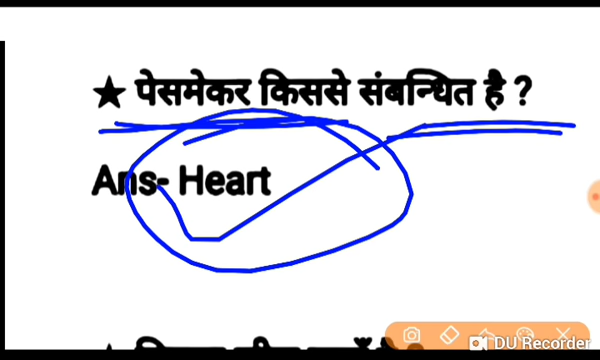 ★ पेसमेकर किससे संबन्धित है ?
Ans- Heart
DU Recorder